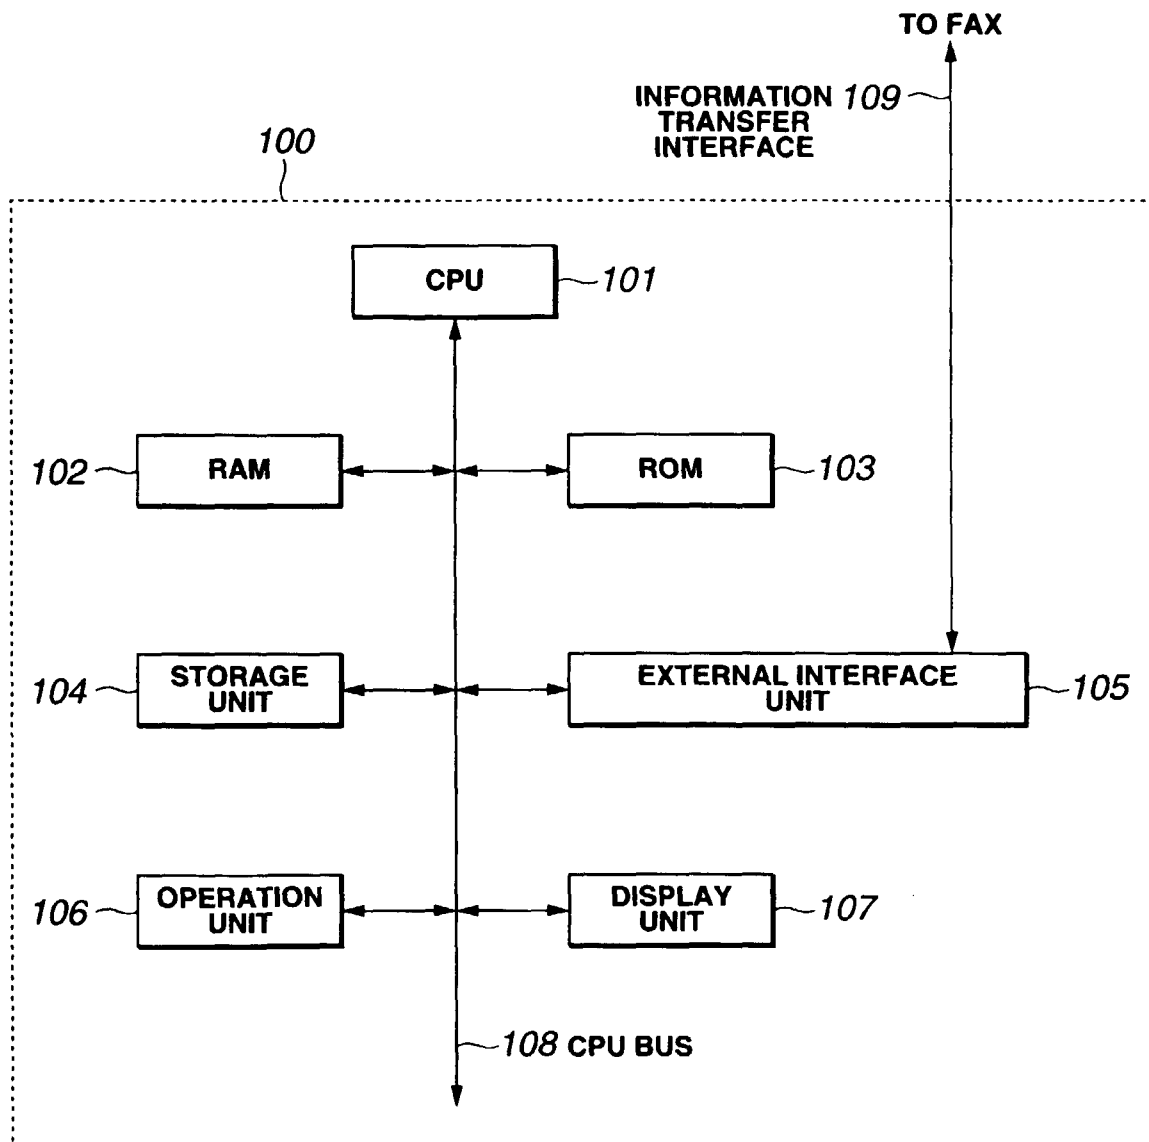 TO FAX
INFORMATION 109
TRANSFER
INTERFACE
100
CPU 101
102 RAM
ROM 103
104 STORAGE
UNIT
EXTERNAL INTERFACE
UNIT 105
106 OPERATION
UNIT
DISPLAY
UNIT 107
108 CPU BUS